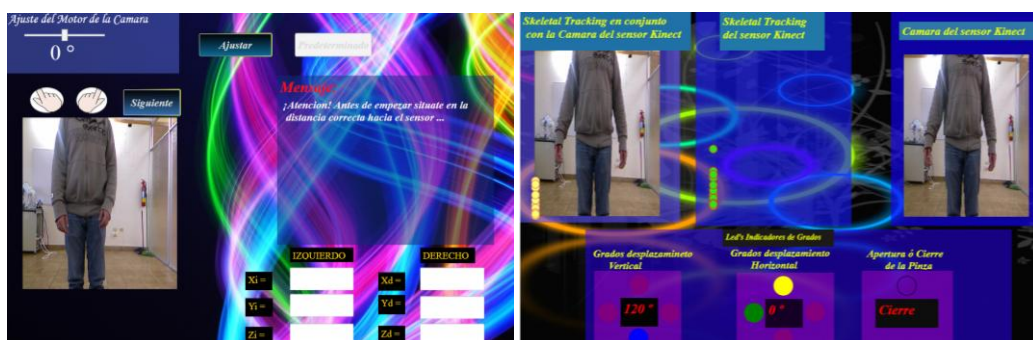 Ajuste del Motor de la Camara
0 °
Ajustar
Predeterminado
Siguiente
Mensaje
¡Atencion! Antes de empezar situate en la
distancia correcta hacia el sensor ...
IZQUIERDO
DERECHO
Xi =
Xd =
Yi =
Yd =
Zi =
Zd =
Skeletal Tracking en conjunto
con la Camara del sensor Kinect
Skeletal Tracking
del sensor Kinect
Camara del sensor Kinect
Led's Indicadores de Grados
Grados desplazamineto
Vertical
Grados desplazamiento
Horizontal
Apertura ó Cierre
de la Pinza
120 °
0 °
Cierre